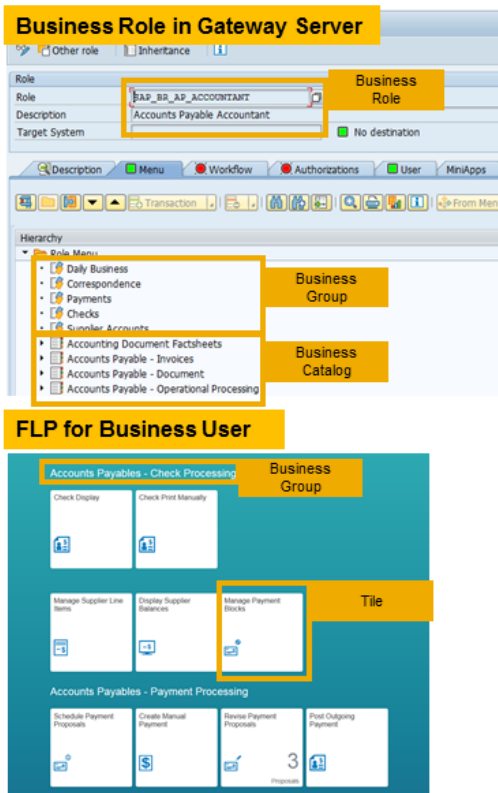 Business Role in Gateway Server
Other role Inheritance
Role
Business Role
Role SAP_BR_AP_ACCOUNTANT
Description Accounts Payable Accountant
Target System No destination
Description Menu Workflow Authorizations User MiniApps
Transaction From Men
Hierarchy
Role Menu
Daily Business
Correspondence
Payments
Checks
Supplier Accounts
Business Group
Accounting Document Factsheets
Accounts Payable - Invoices
Accounts Payable - Document
Accounts Payable - Operational Processing
Business Catalog
FLP for Business User
Accounts Payables - Check Processing
Business Group
Check Display Check Print Manually
Manage Supplier Line Items
Display Supplier Balances
Manage Payment Blocks
Tile
Accounts Payables - Payment Processing
Schedule Payment Proposals
Create Manual Payment
Revise Payment Proposals
Post Outgoing Payment
3
Proposals